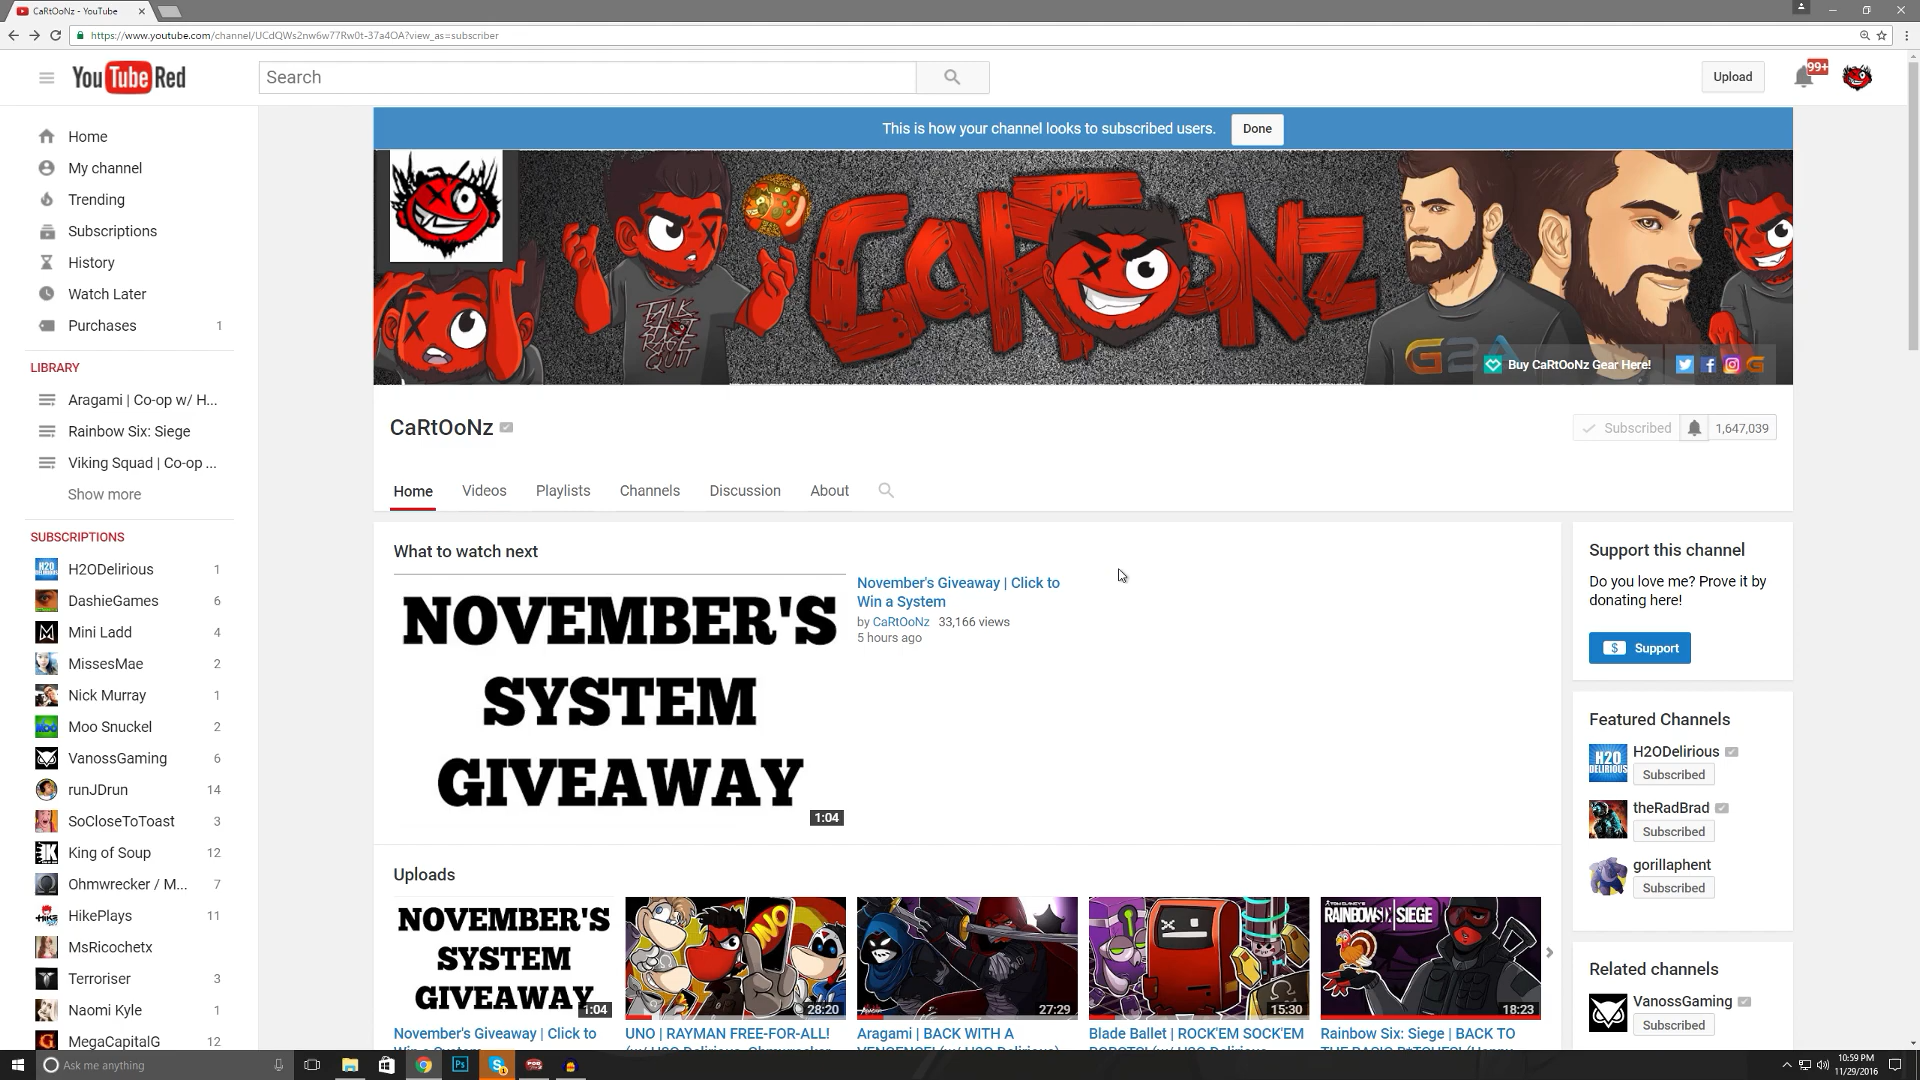 CaRtOoNz - YouTube
https://www.youtube.com/channel/UCdQWs2nw6w77Rw0t-37a4OA?view_as=subscriber
YouTube Red
Search
Upload
99+
Home
My channel
Trending
Subscriptions
History
Watch Later
Purchases 1
LIBRARY
Aragami | Co-op w/ H...
Rainbow Six: Siege
Viking Squad | Co-op ...
Show more
SUBSCRIPTIONS
H2ODelirious 1
DashieGames 6
Mini Ladd 4
MissesMae 2
Nick Murray 1
Moo Snuckel 2
VanossGaming 6
runJDrun 14
SoCloseToToast 3
King of Soup 12
Ohmwrecker / M... 7
HikePlays 11
MsRicochetx
Terroriser 3
Naomi Kyle 1
MegaCapitalG 12
This is how your channel looks to subscribed users.
Done
CaRtOoNz
G2A
Buy CaRtOoNz Gear Here!
CaRtOoNz
Subscribed 1,647,039
Home Videos Playlists Channels Discussion About
What to watch next
NOVEMBER'S
SYSTEM
GIVEAWAY
1:04
November's Giveaway | Click to
Win a System
by CaRtOoNz 33,166 views
5 hours ago
Uploads
NOVEMBER'S
SYSTEM
GIVEAWAY
1:04
November's Giveaway | Click to
UNO
28:20
UNO | RAYMAN FREE-FOR-ALL!
27:29
Aragami | BACK WITH A
15:30
Blade Ballet | ROCK'EM SOCK'EM
RAINBOW SIX SIEGE
18:23
Rainbow Six: Siege | BACK TO
Support this channel
Do you love me? Prove it by
donating here!
$ Support
Featured Channels
H2O
DELIRIOUS
H2ODelirious
Subscribed
theRadBrad
Subscribed
gorillaphent
Subscribed
Related channels
VanossGaming
Subscribed
Ask me anything
10:59 PM
11/29/2016